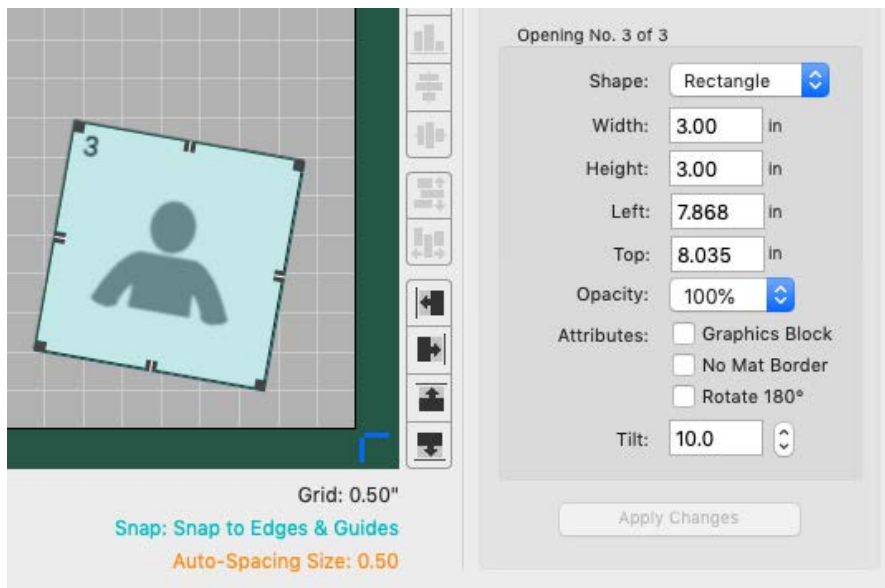 Opening No. 3 of 3
Shape: Rectangle
Width: 3.00 in
Height: 3.00 in
Left: 7.868 in
Top: 8.035 in
Opacity: 100%
Attributes: Graphics Block
No Mat Border
Rotate 180°
Tilt: 10.0
Apply Changes
3
Grid: 0.50"
Snap: Snap to Edges & Guides
Auto-Spacing Size: 0.50